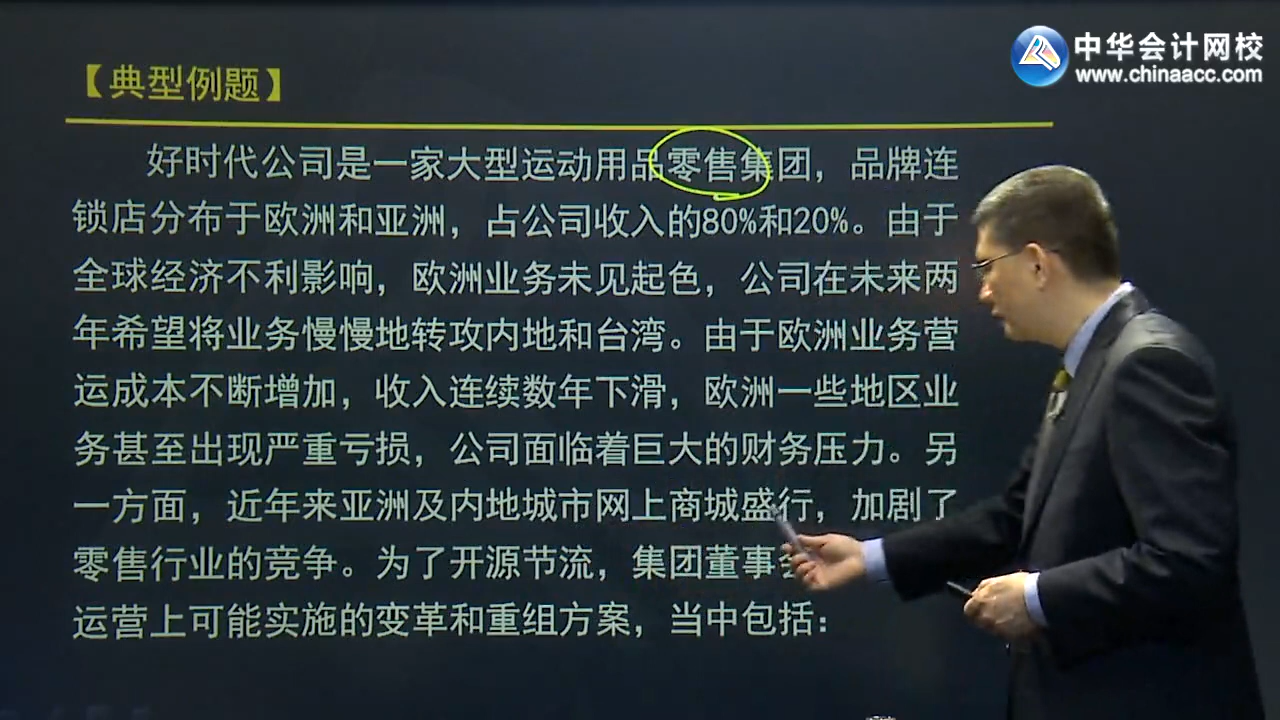 中华会计网校
www.chinaacc.com
【典型例题】
好时代公司是一家大型运动用品零售集团，品牌连
锁店分布于欧洲和亚洲，占公司收入的80%和20%。由于
全球经济不利影响，欧洲业务未见起色，公司在未来两
年希望将业务慢慢地转攻内地和台湾。由于欧洲业务营
运成本不断增加，收入连续数年下滑，欧洲一些地区业
务甚至出现严重亏损，公司面临着巨大的财务压力。另
一方面，近年来亚洲及内地城市网上商城盛行，加剧了
零售行业的竞争。为了开源节流，集团董事
运营上可能实施的变革和重组方案，当中包括：